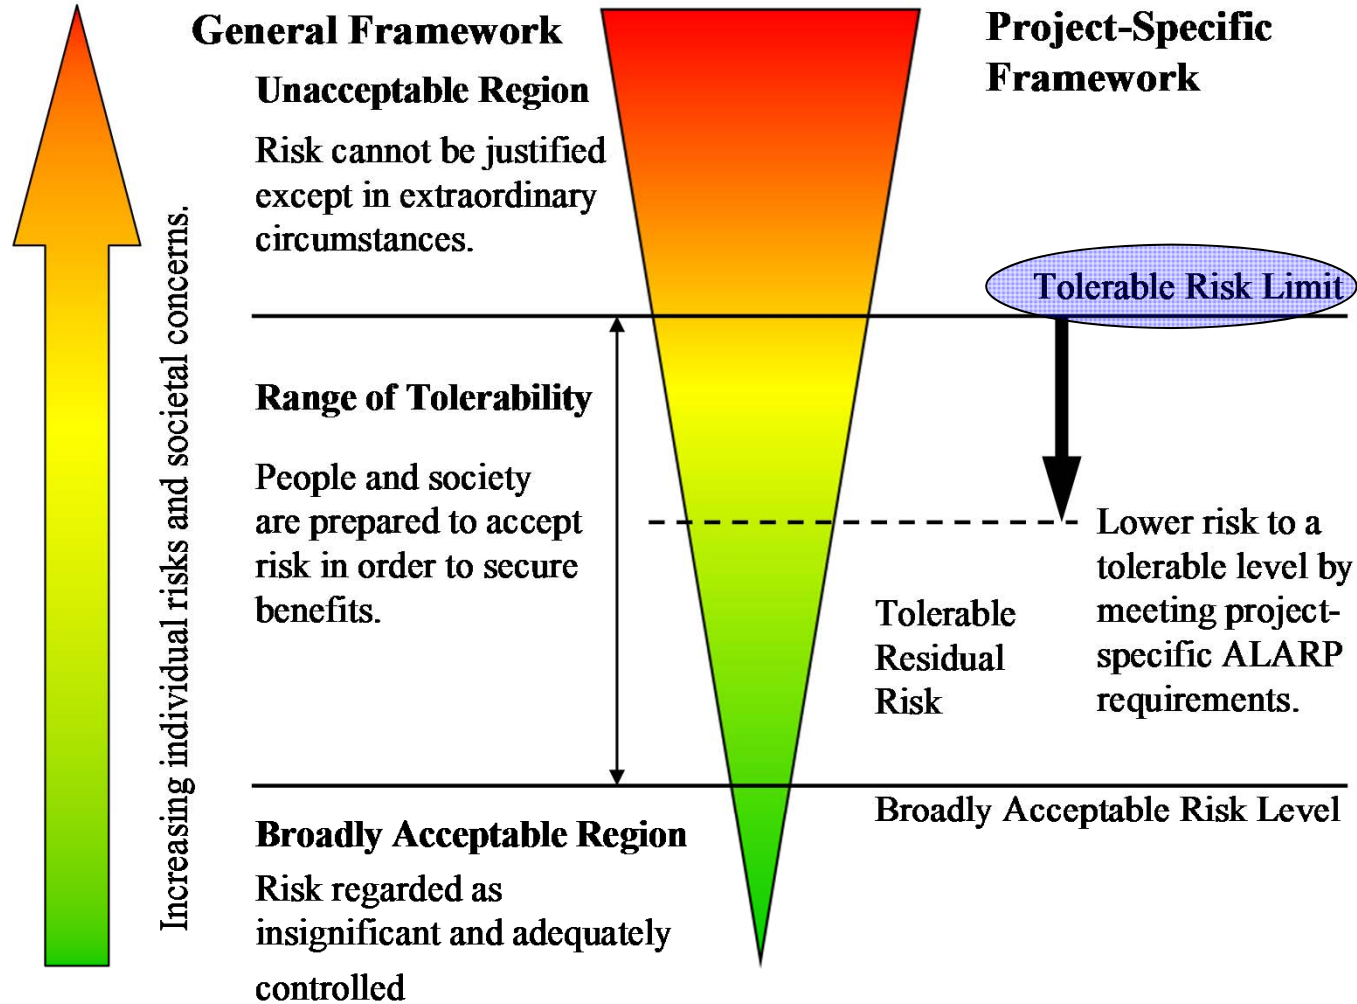 General Framework
Unacceptable Region
Risk cannot be justified
except in extraordinary
circumstances.
Range of Tolerability
People and society
are prepared to accept
risk in order to secure
benefits.
Broadly Acceptable Region
Risk regarded as
insignificant and adequately
controlled
Increasing individual risks and societal concerns.
Project-Specific
Framework
Tolerable Risk Limit
Lower risk to a
tolerable level by
meeting project-
specific ALARP
requirements.
Tolerable
Residual
Risk
Broadly Acceptable Risk Level